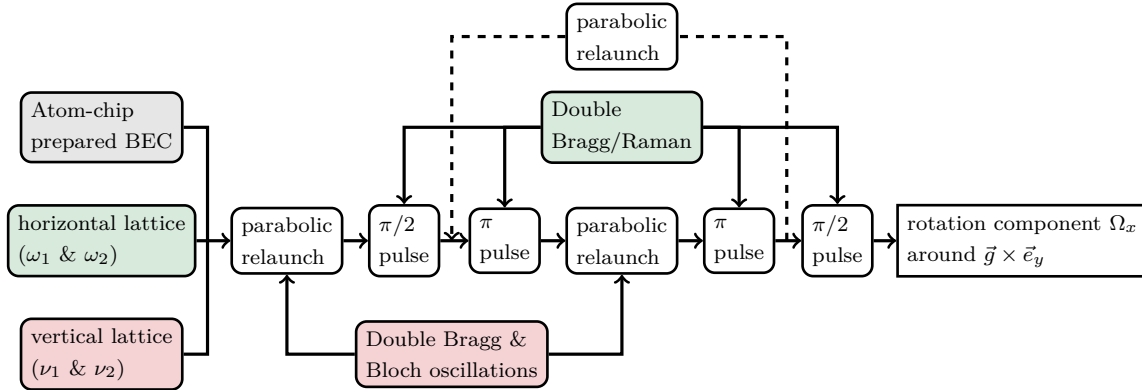 parabolic
relaunch
Atom-chip
prepared BEC
Double
Bragg/Raman
horizontal lattice
(ω₁ & ω₂)
parabolic
relaunch
π/2
pulse
π
pulse
parabolic
relaunch
π
pulse
π/2
pulse
rotation component Ωₓ
around g⃗ × e⃗_y
vertical lattice
(ν₁ & ν₂)
Double Bragg &
Bloch oscillations